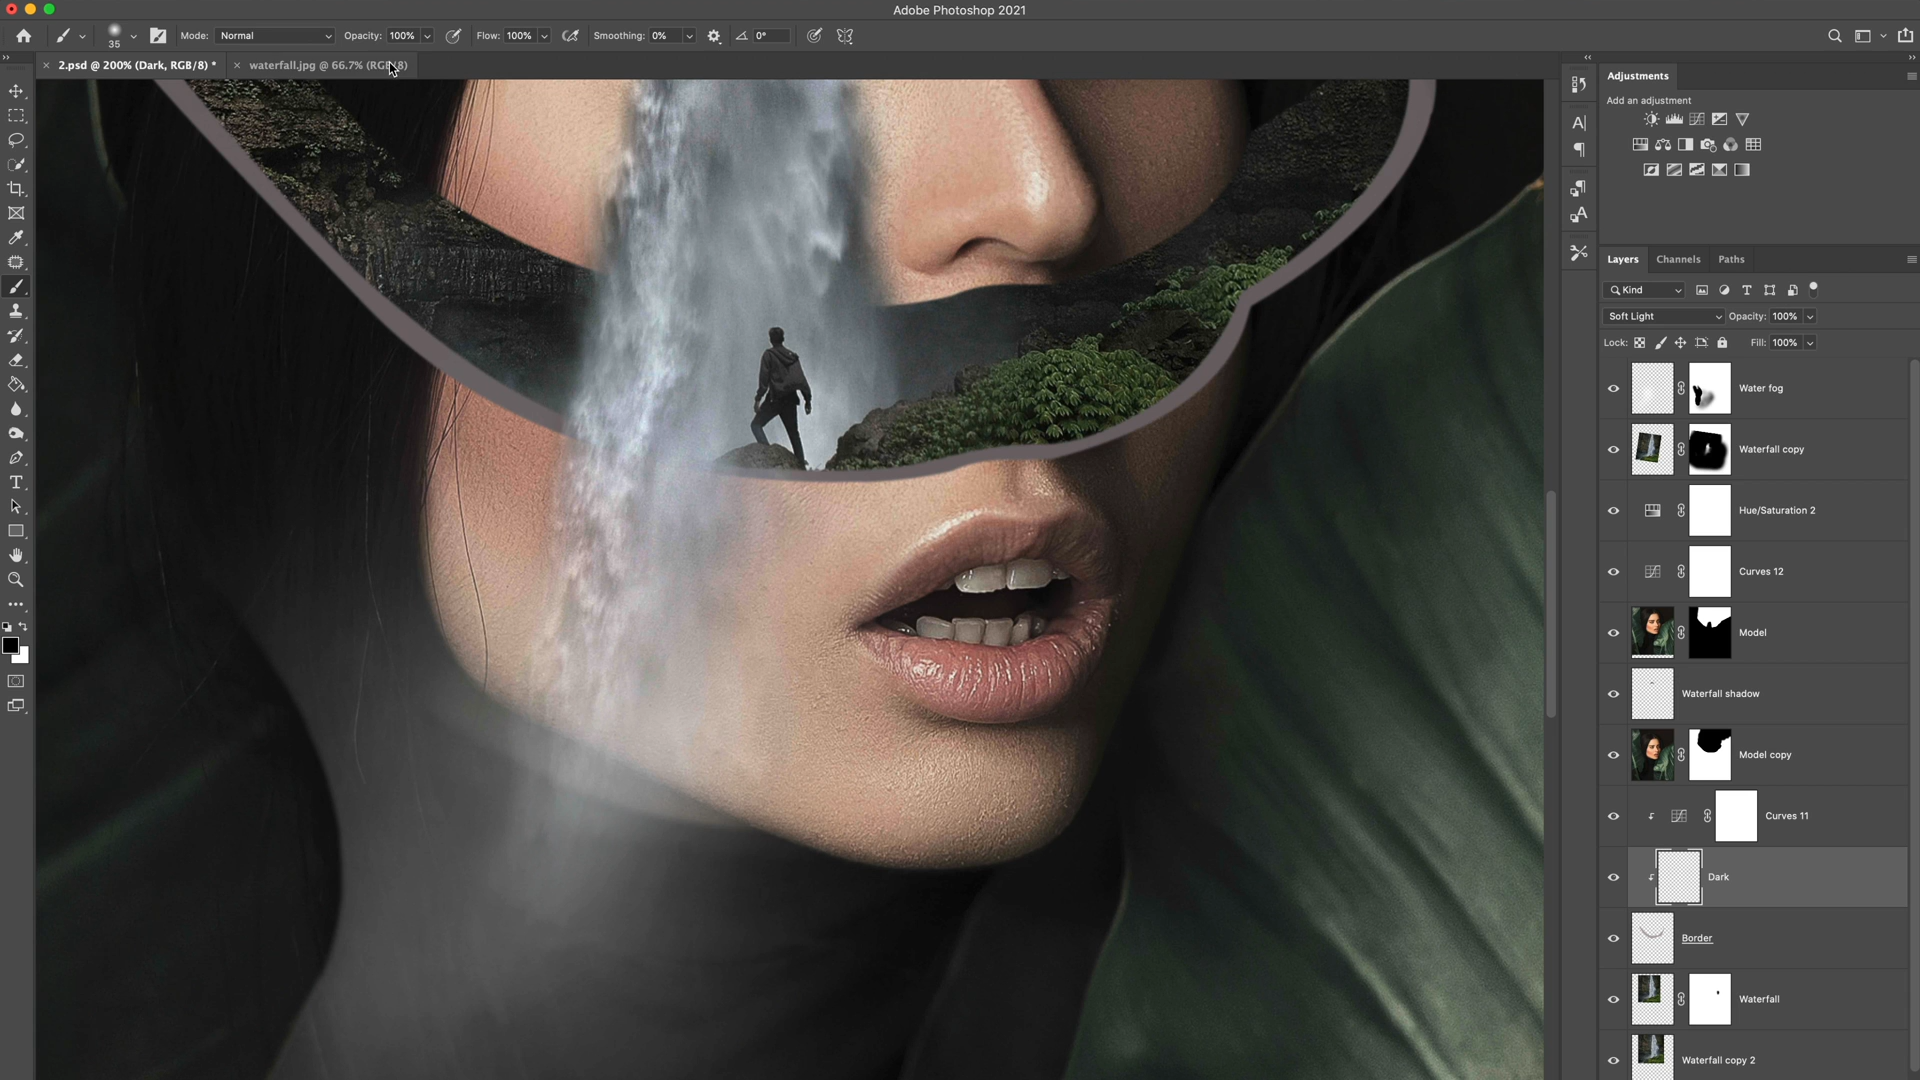 Adobe Photoshop 2021
35
Mode: Normal
Opacity: 100%
Flow: 100%
Smoothing: 0%
0°
2.psd @ 200% (Dark, RGB/8) *
waterfall.jpg @ 66.7% (RGB/8)
Adjustments
Add an adjustment
Layers
Channels
Paths
Kind
Soft Light
Opacity: 100%
Lock:
Fill: 100%
Water fog
Waterfall copy
Hue/Saturation 2
Curves 12
Model
Waterfall shadow
Model copy
Curves 11
Dark
Border
Waterfall
Waterfall copy 2